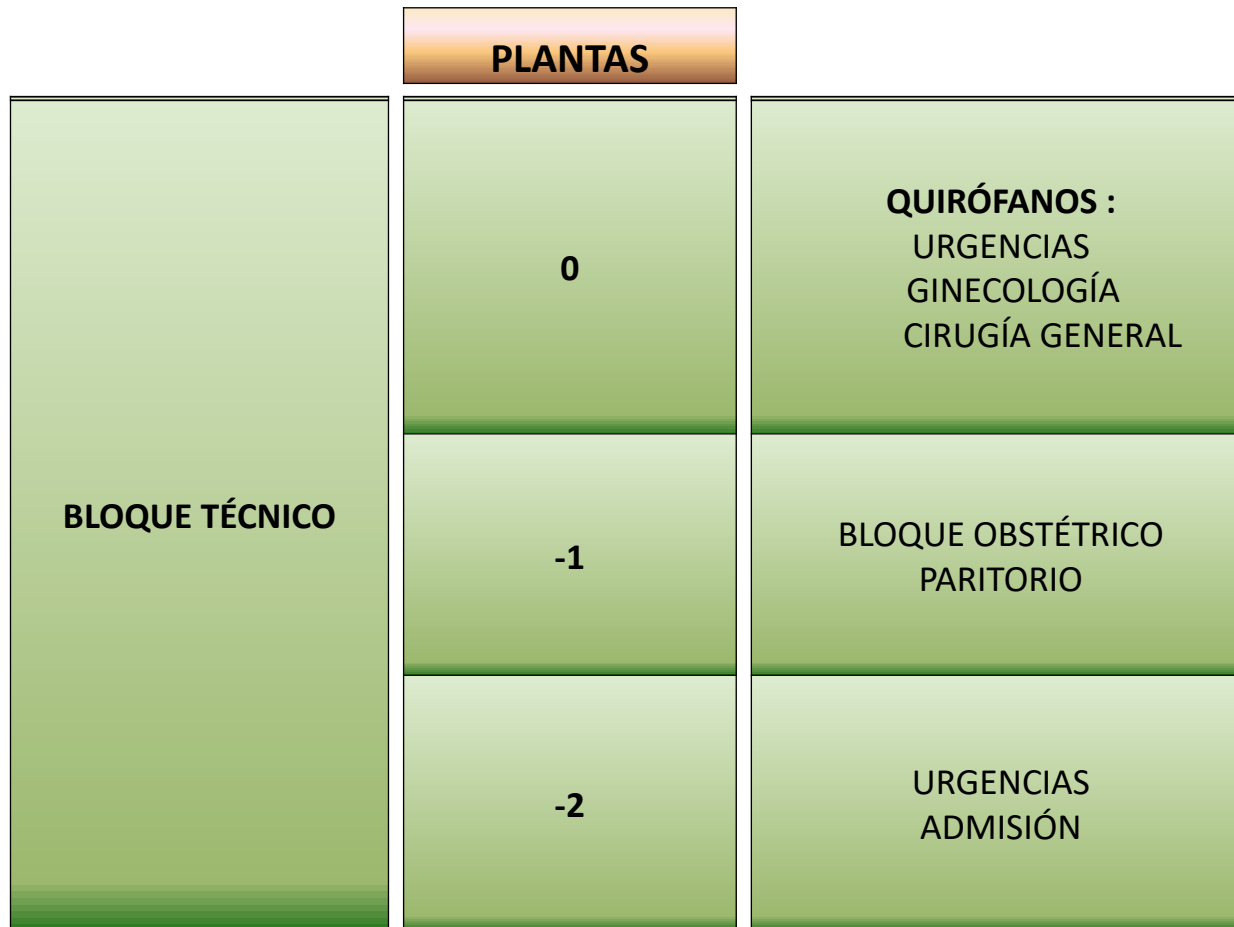 PLANTAS
BLOQUE TÉCNICO
0
QUIRÓFANOS :
URGENCIAS
GINECOLOGÍA
CIRUGÍA GENERAL
-1
BLOQUE OBSTÉTRICO
PARITORIO
-2
URGENCIAS
ADMISIÓN